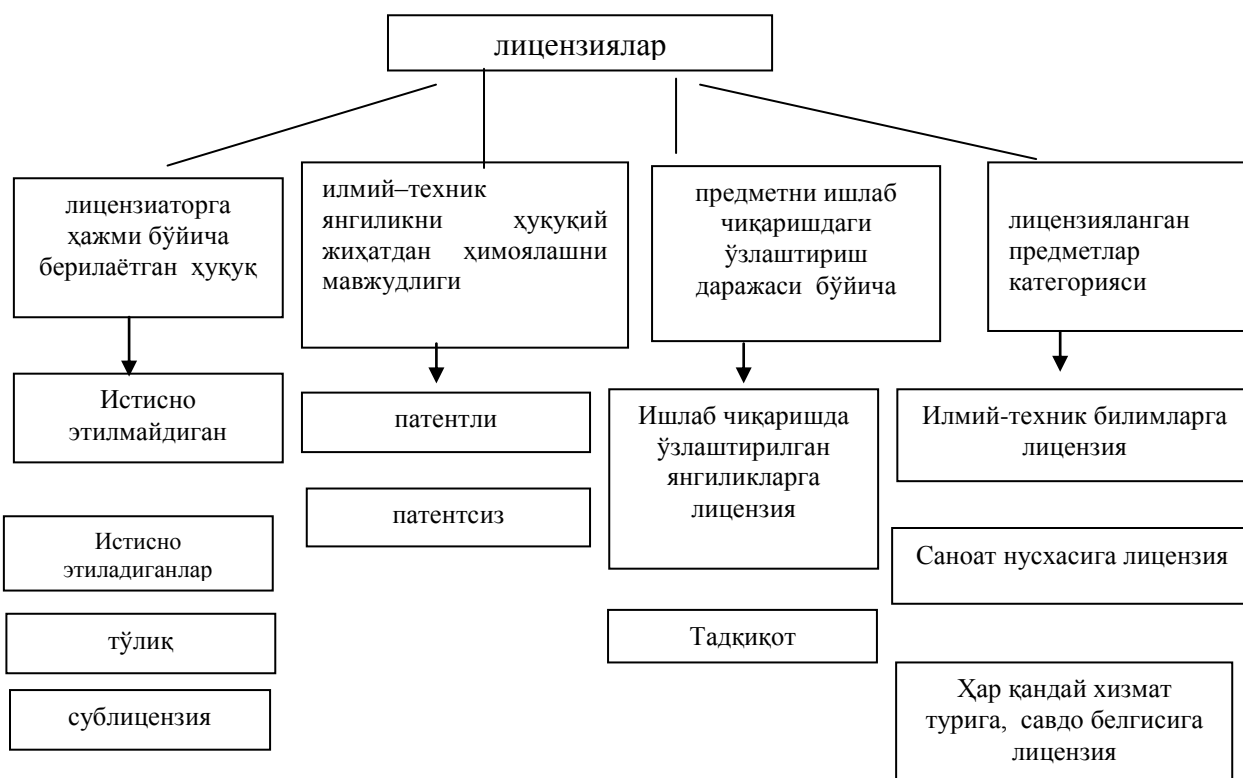 лицензиялар
лицензиаторга
ҳажми бўйича
берилаётган ҳуқуқ
илмий–техник
янгиликни ҳуқуқий
жиҳатдан ҳимоялашни
мавжудлиги
предметни ишлаб
чиқаришдаги
ўзлаштириш
даражаси бўйича
лицензияланган
предметлар
категорияси
Истисно
этилмайдиган
Истисно
этиладиганлар
тўлиқ
сублицензия
патентли
патентсиз
Ишлаб чиқаришда
ўзлаштирилган
янгиликларга
лицензия
Тадқиқот
Илмий-техник билимларга
лицензия
Саноат нусхасига лицензия
Ҳар қандай хизмат
турига, савдо белгисига
лицензия